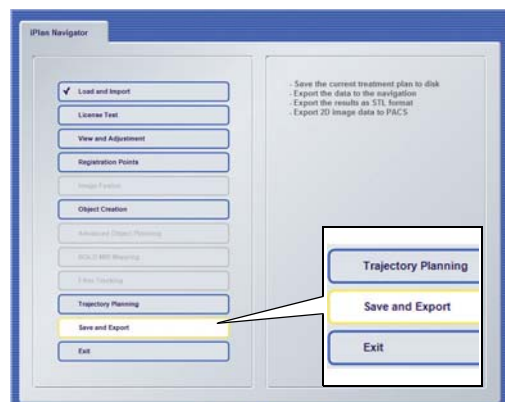 iPlan Navigator
Load and Import
License Text
View and Adjustment
Registration Points
Image Fusion
Object Creation
Advanced Object Planning
BOLD MRI Mapping
Fiber Tracking
Trajectory Planning
Save and Export
Exit
- Save the current treatment plan to disk
- Export the data to the navigation
- Export the results as STL format
- Export 2D image data to PACS
Trajectory Planning
Save and Export
Exit